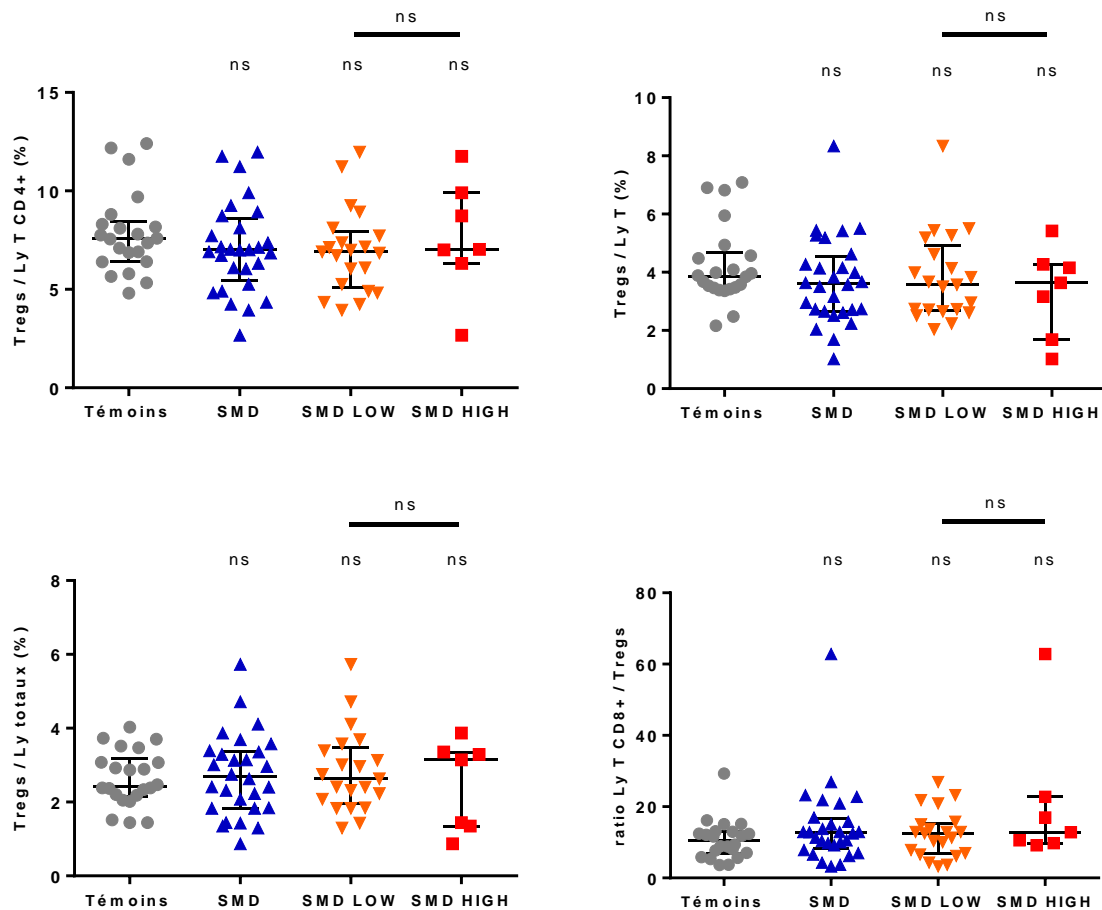 ns
ns ns ns
Tregs / Ly T CD4+ (%)
15
10
5
0
Témoins SMD SMD LOW SMD HIGH
ns
ns ns ns
Tregs / Ly T (%)
10
8
6
4
2
0
Témoins SMD SMD LOW SMD HIGH
ns
ns ns ns
Tregs / Ly totaux (%)
8
6
4
2
0
Témoins SMD SMD LOW SMD HIGH
ns
ns ns ns
ratio Ly T CD8+ / Tregs
80
60
40
20
0
Témoins SMD SMD LOW SMD HIGH